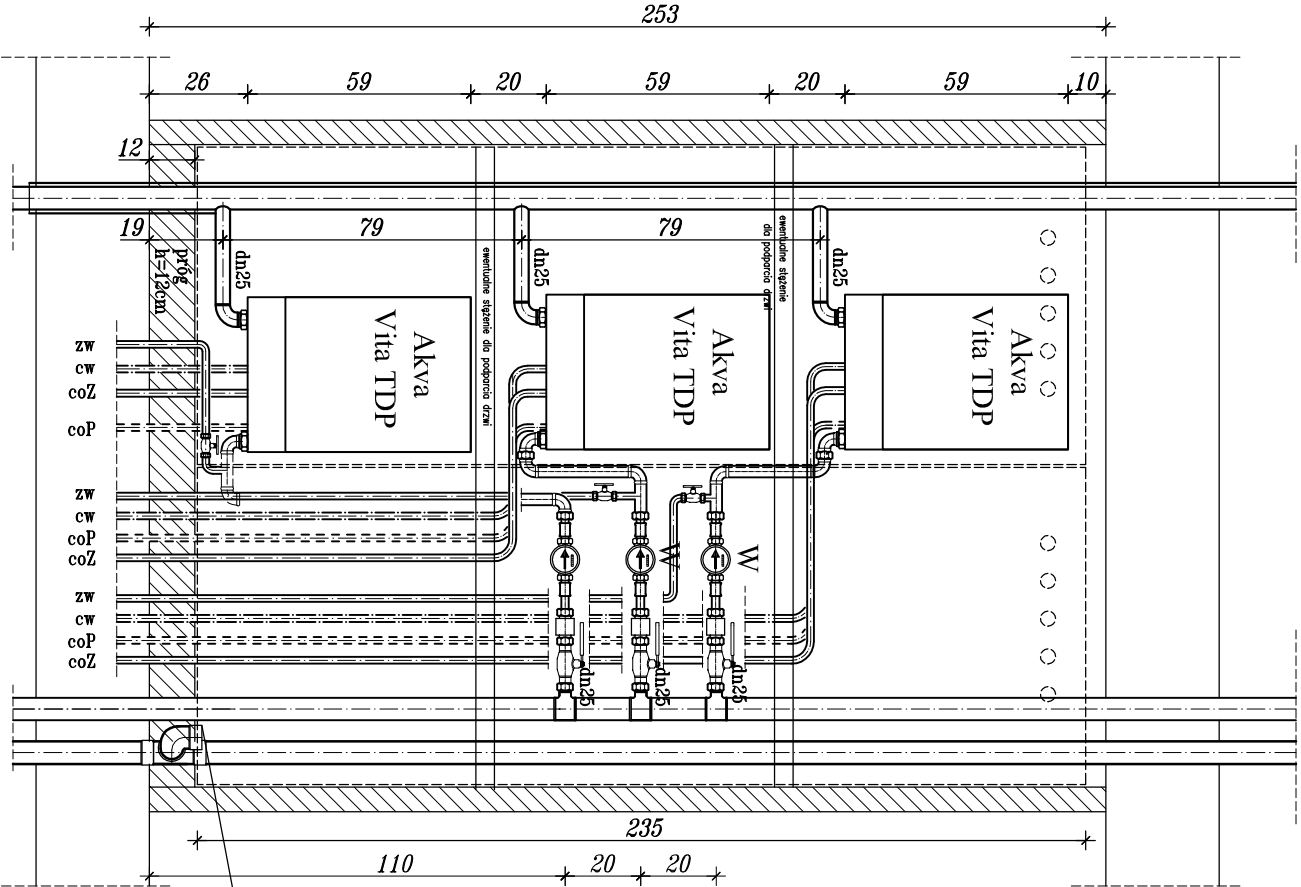 253
26
59
20
59
20
59
10
12
19
79
79
dn25
dn25
dn25
próg
h=12cm
ewentualne stężenie dla podparcia drzwi
ewentualne stężenie
dla podparcia drzwi
Akva
Vita TDP
Akva
Vita TDP
Akva
Vita TDP
zw
cw
coZ
coP
zw
cw
coP
coZ
zw
cw
coP
coZ
W
W
dn25
dn25
dn25
235
110
20
20